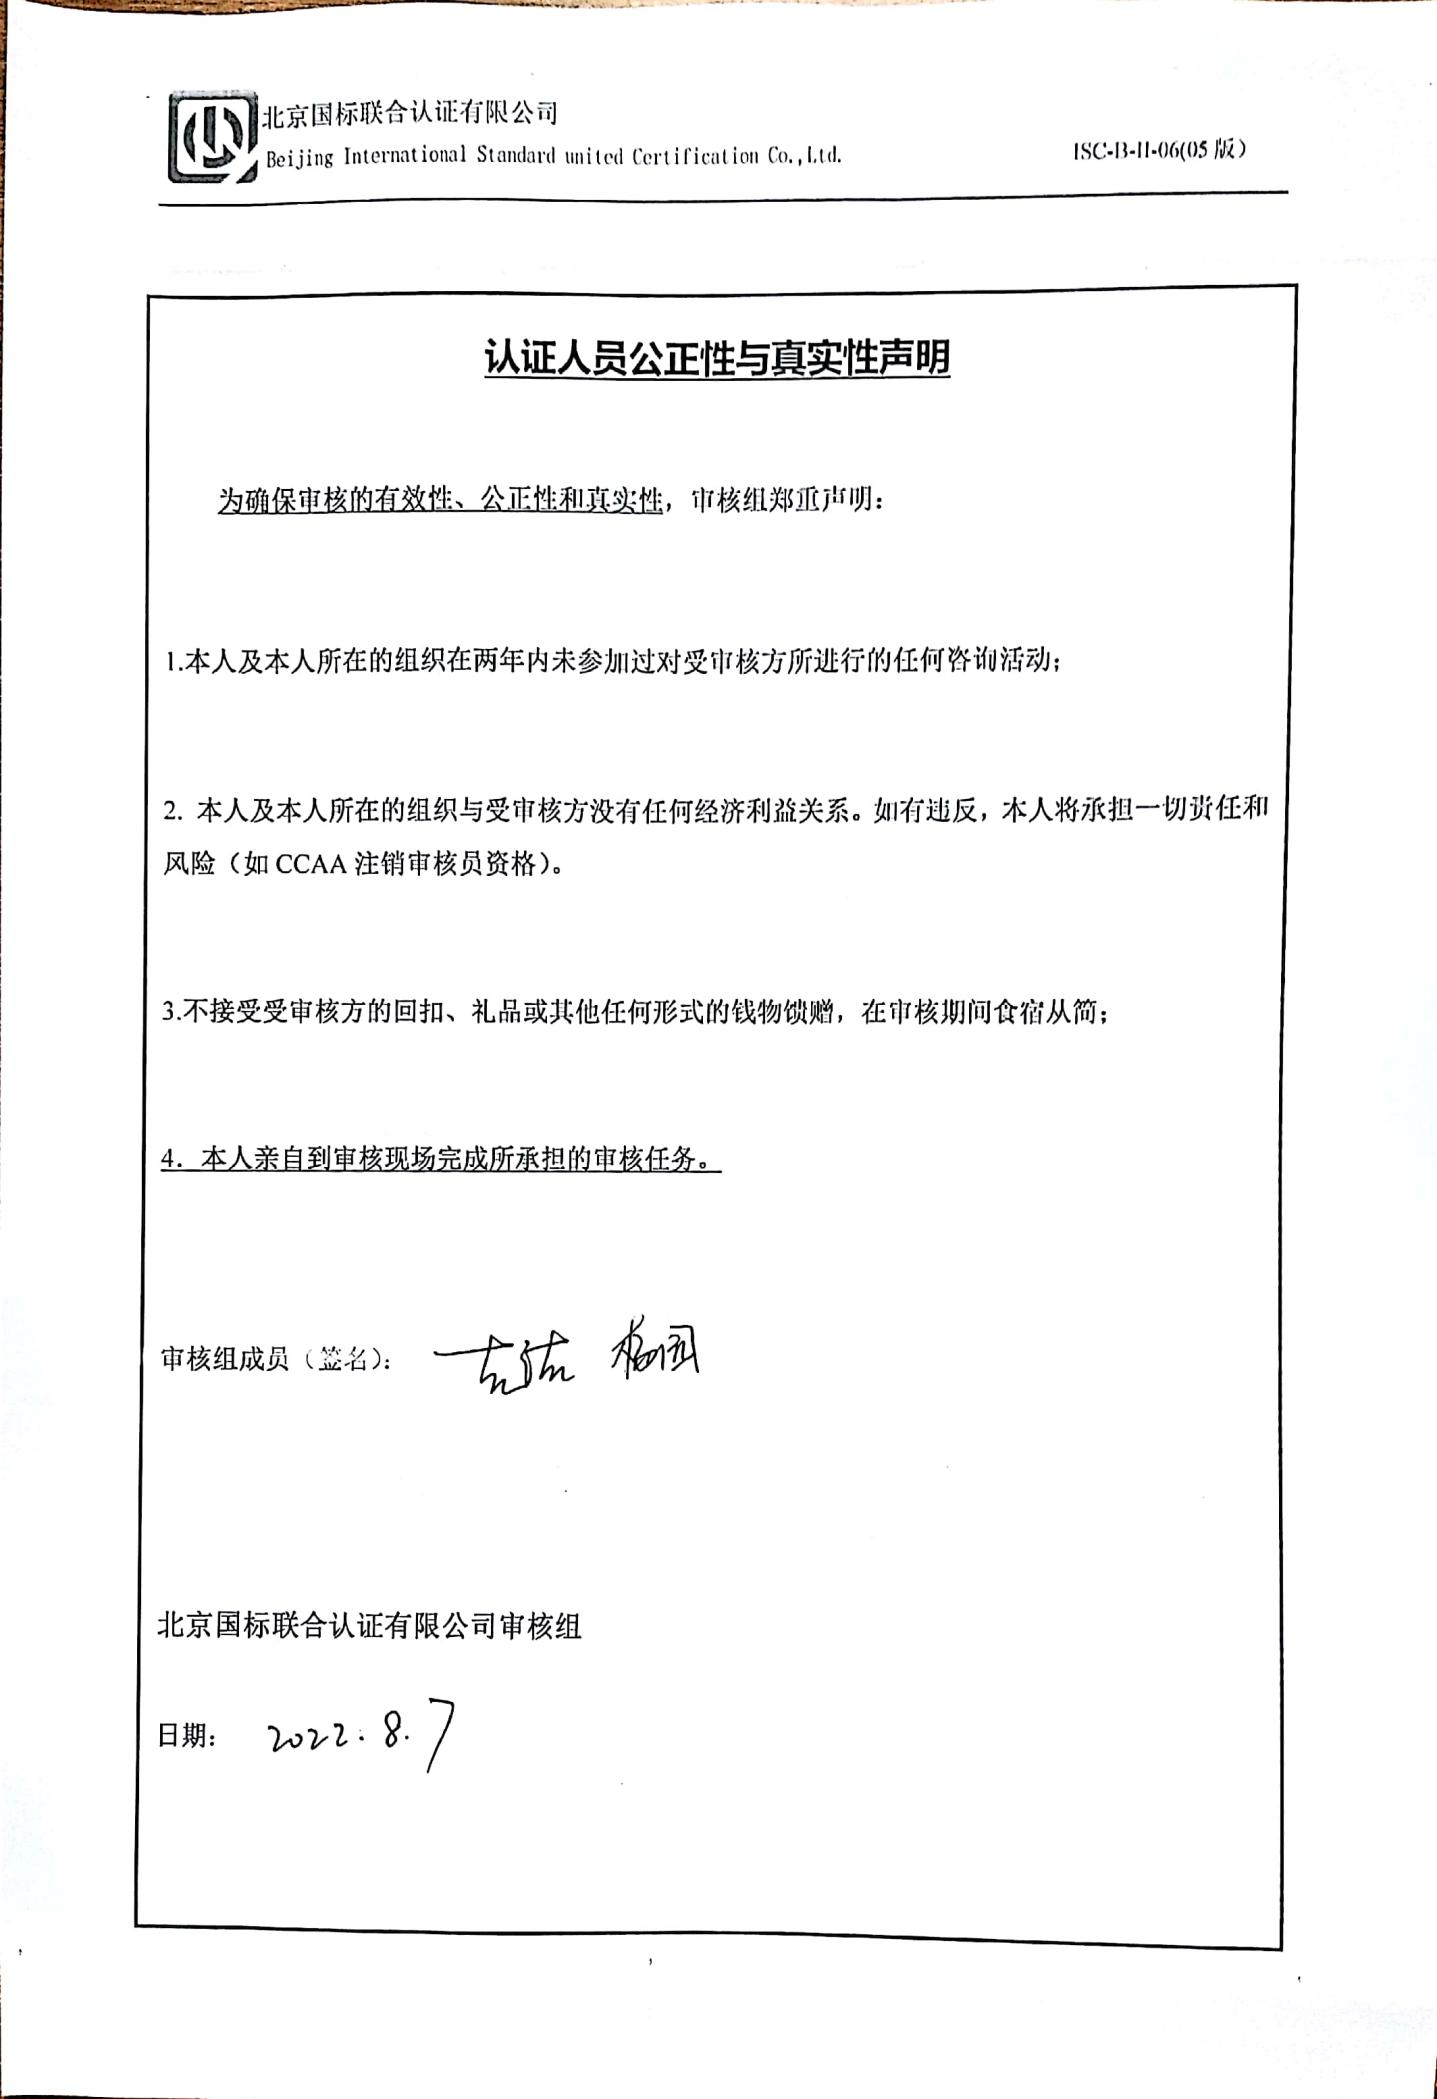 北京国标联合认证有限公司
Beijing International Standard united Certification Co.,Ltd.
ISC-B-II-06(05版)
认证人员公正性与真实性声明
为确保审核的有效性、公正性和真实性，审核组郑重声明：
1.本人及本人所在的组织在两年内未参加过对受审核方所进行的任何咨询活动；
2. 本人及本人所在的组织与受审核方没有任何经济利益关系。如有违反，本人将承担一切责任和
风险（如 CCAA 注销审核员资格）。
3.不接受受审核方的回扣、礼品或其他任何形式的钱物馈赠，在审核期间食宿从简；
4. 本人亲自到审核现场完成所承担的审核任务。
审核组成员（签名）：
北京国标联合认证有限公司审核组
日期： 2022.8.7